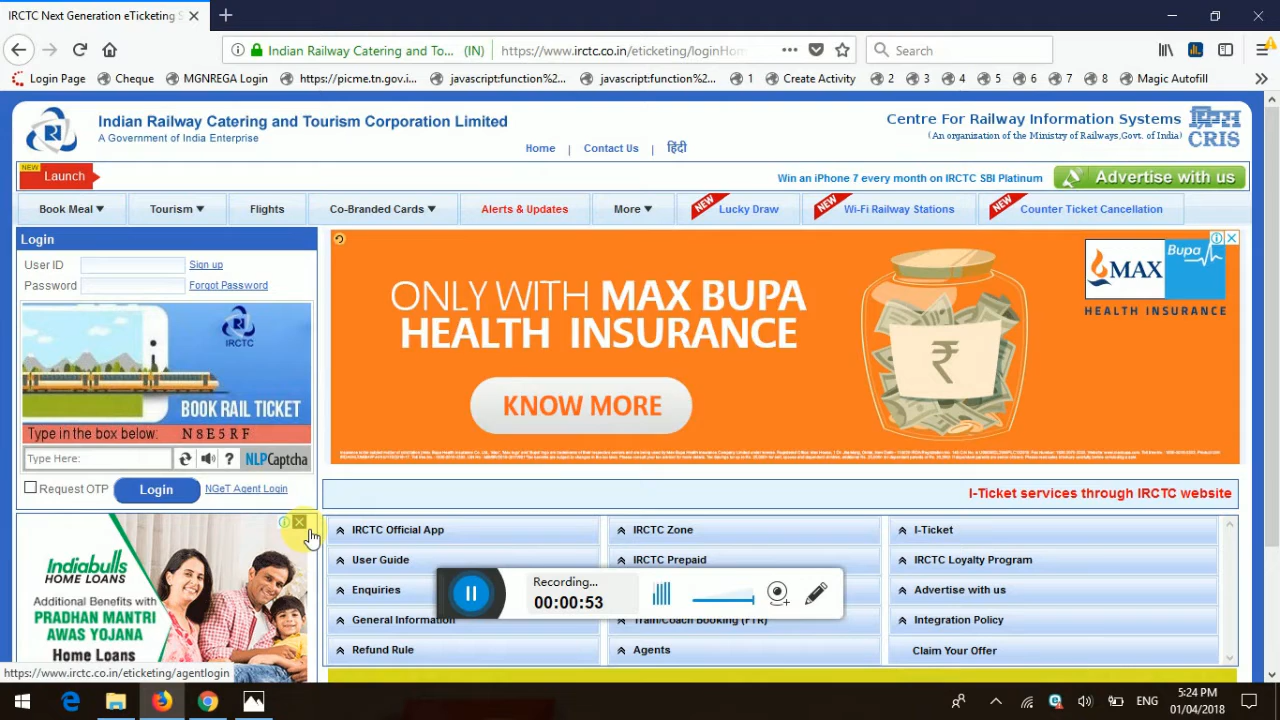 IRCTC Next Generation eTicketing S
Indian Railway Catering and To... (IN)
https://www.irctc.co.in/eticketing/loginHom
Search
Login Page
Cheque
MGNREGA Login
https://picme.tn.gov.i...
javascript:function%2...
javascript:function%2...
1
Create Activity
2
3
4
5
6
7
8
Magic Autofill
Indian Railway Catering and Tourism Corporation Limited
A Government of India Enterprise
Home | Contact Us | हिंदी
Centre For Railway Information Systems
(An organization of the Ministry of Railways,Govt. of India)
CRIS
NEW
Launch
Win an iPhone 7 every month on IRCTC SBI Platinum
Advertise with us
Book Meal
Tourism
Flights
Co-Branded Cards
Alerts & Updates
More
NEW
Lucky Draw
NEW
Wi-Fi Railway Stations
NEW
Counter Ticket Cancellation
Login
User ID
Sign up
Password
Forgot Password
IRCTC
BOOK RAIL TICKET
Type in the box below: N8E5RF
Type Here:
?
NLPCaptcha
Request OTP
Login
NGeT Agent Login
ONLY WITH MAX BUPA
HEALTH INSURANCE
KNOW MORE
₹
MAX
Bupa
HEALTH INSURANCE
I-Ticket services through IRCTC website
Indiabulls
HOME LOANS
Additional Benefits with
PRADHAN MANTRI
AWAS YOJANA
Home Loans
IRCTC Official App
IRCTC Zone
I-Ticket
User Guide
IRCTC Prepaid
IRCTC Loyalty Program
Enquiries
Advertise with us
General Information
Train/Coach Booking (FTR)
Integration Policy
Refund Rule
Agents
Claim Your Offer
Recording...
00:00:53
https://www.irctc.co.in/eticketing/agentlogin
ENG
5:24 PM
01/04/2018